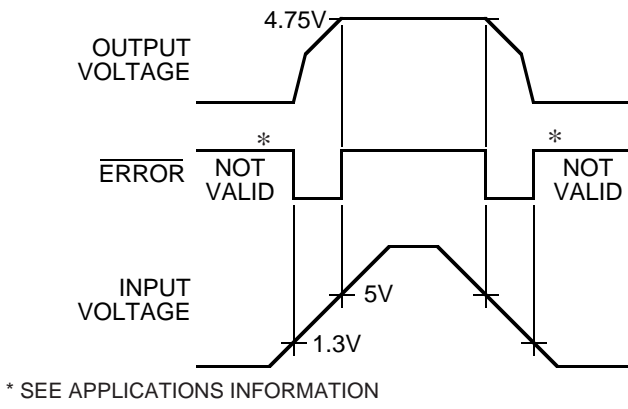 4.75V
OUTPUT
VOLTAGE
*
*
ERROR
NOT
VALID
NOT
VALID
INPUT
VOLTAGE
5V
1.3V
* SEE APPLICATIONS INFORMATION